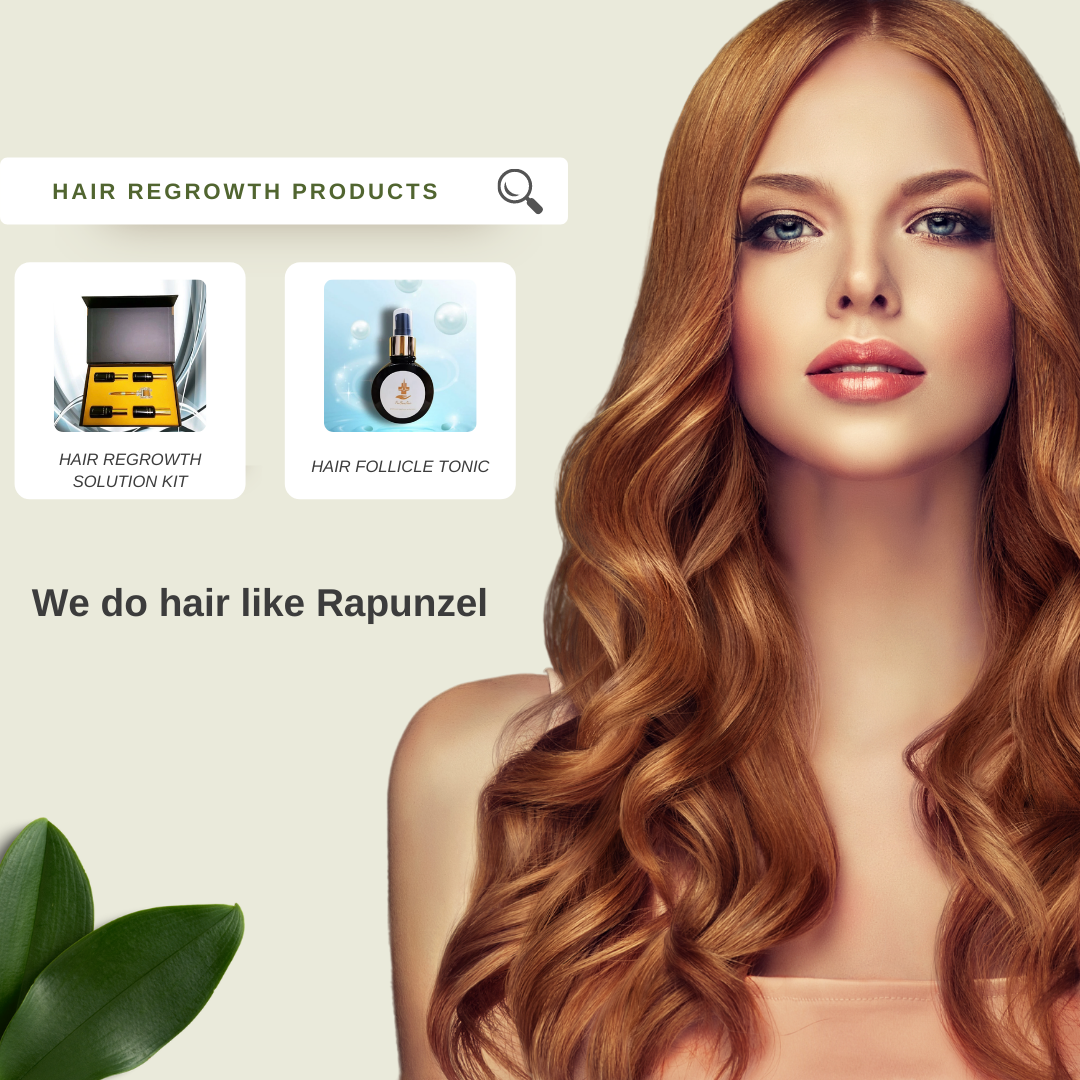 HAIR REGROWTH PRODUCTS
HAIR REGROWTH
SOLUTION KIT
HAIR FOLLICLE TONIC
We do hair like Rapunzel